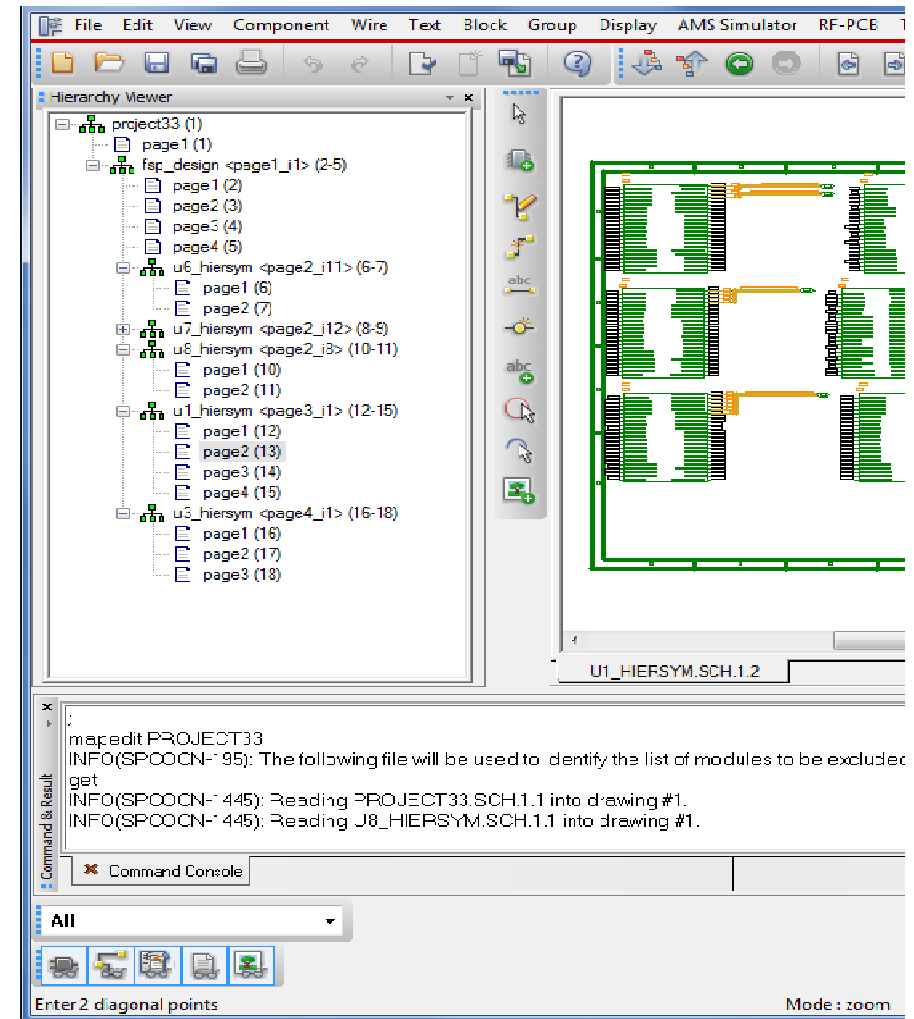 File Edit View Component Wire Text Block Group Display AMS Simulator RF-PCB T
Hierarchy Viewer
project33 (1)
page1 (1)
fsp_design <page1_i1> (2-5)
page1 (2)
page2 (3)
page3 (4)
page4 (5)
u6_hiersym <page2_i11> (6-7)
page1 (6)
page2 (7)
u7_hiersym <page2_i12> (8-9)
u8_hiersym <page2_i8> (10-11)
page1 (10)
page2 (11)
u1_hiersym <page3_i1> (12-15)
page1 (12)
page2 (13)
page3 (14)
page4 (15)
u3_hiersym <page4_i1> (16-18)
page1 (16)
page2 (17)
page3 (18)
abc
abc
U1_HIERSYM.SCH.1.2
;
mapedit PROJECT33
INFO(SPCOCN-195): The following file will be used to identify the list of modules to be excluded
get
INFO(SPCOCN-1445): Reading PROJECT33.SCH.1.1 into drawing #1.
INFO(SPCOCN-1445): Reading U8_HIERSYM.SCH.1.1 into drawing #1.
Command & Result
Command Console
All
Enter 2 diagonal points
Mode : zoom